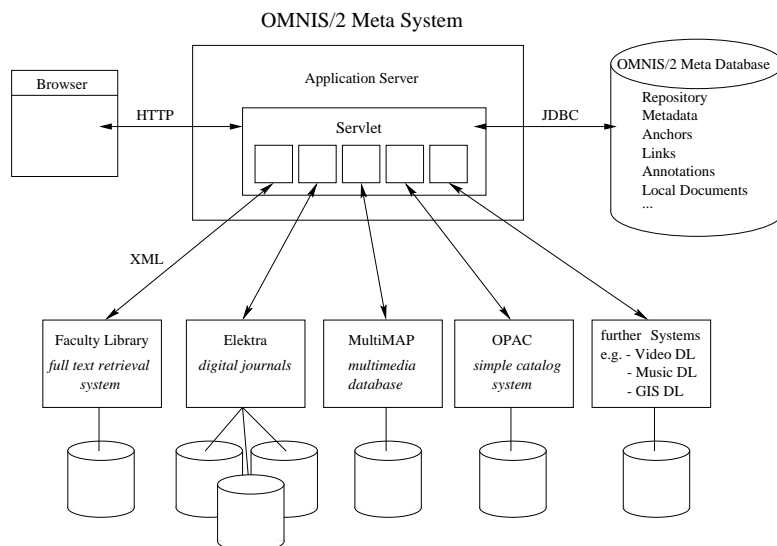 OMNIS/2 Meta System
Browser
HTTP
Application Server
Servlet
JDBC
OMNIS/2 Meta Database
Repository
Metadata
Anchors
Links
Annotations
Local Documents
...
XML
Faculty Library
full text retrieval
system
Elektra
digital journals
MultiMAP
multimedia
database
OPAC
simple catalog
system
further Systems
e.g. - Video DL
- Music DL
- GIS DL